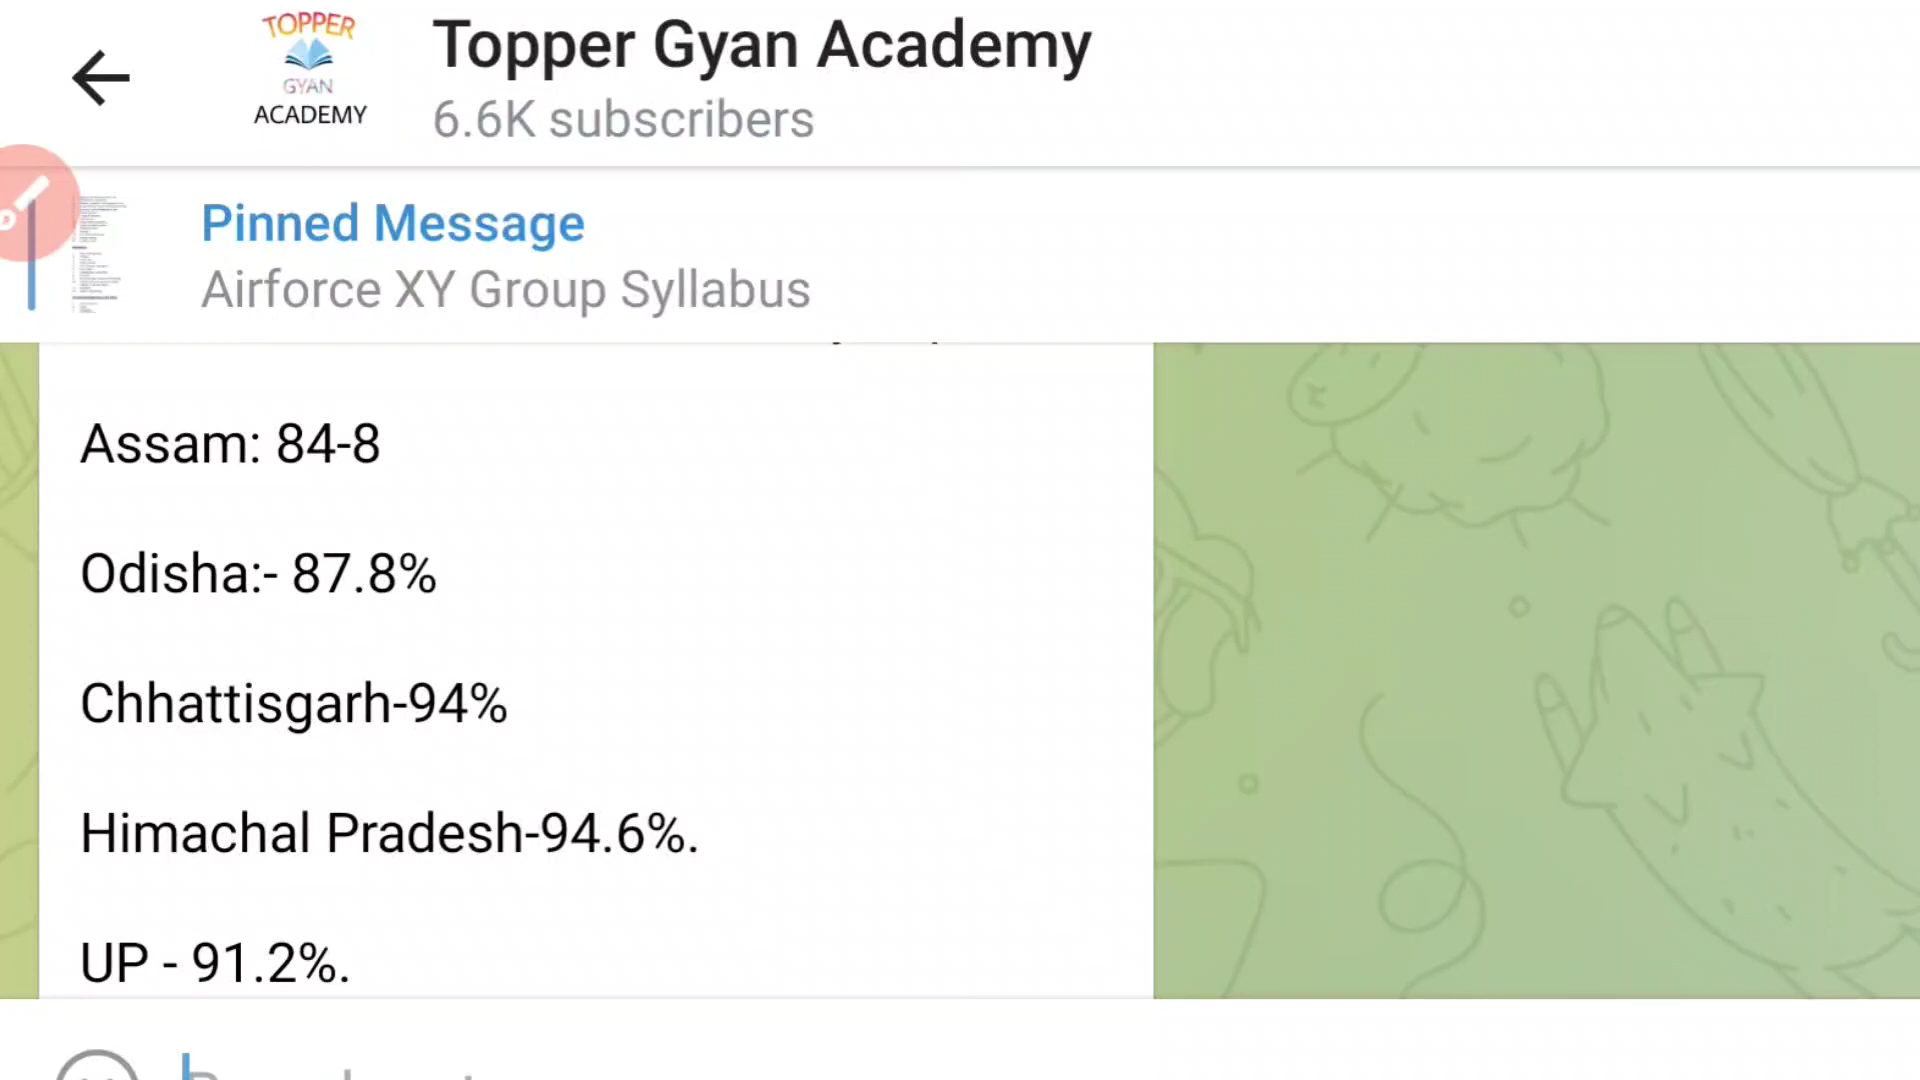 TOPPER
GYAN
ACADEMY
Topper Gyan Academy
6.6K subscribers
Pinned Message
Airforce XY Group Syllabus
Assam: 84-8
Odisha:- 87.8%
Chhattisgarh-94%
Himachal Pradesh-94.6%.
UP - 91.2%.